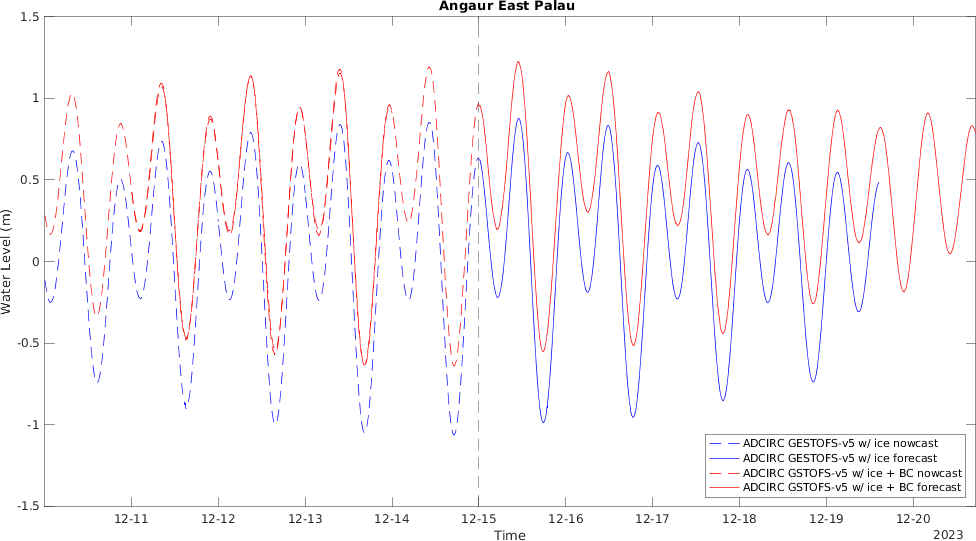 Angaur East Palau
1.5
1
0.5
0
-0.5
-1
-1.5
Water Level (m)
ADCIRC GESTOFS-v5 w/ ice nowcast
ADCIRC GESTOFS-v5 w/ ice forecast
ADCIRC GSTOFS-v5 w/ ice + BC nowcast
ADCIRC GSTOFS-v5 w/ ice + BC forecast
12-11 12-12 12-13 12-14 12-15 12-16 12-17 12-18 12-19 12-20
Time
2023